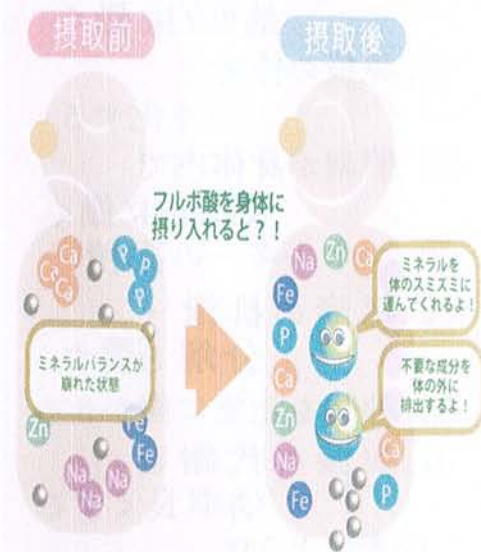 摂取前
摂取後
フルボ酸を身体に
摂り入れると？！
Ca
Ca
Ca
Ca
P
P
P
P
ミネラルバランスが
崩れた状態
Zn
Fe
Fe
Na
Na
Na
Na
Zn
Ca
Fe
P
Ca
Zn
Na
Fe
Ca
P
ミネラルを
体のスミズミに
運んでくれるよ！
不要な成分を
体の外に
排出するよ！